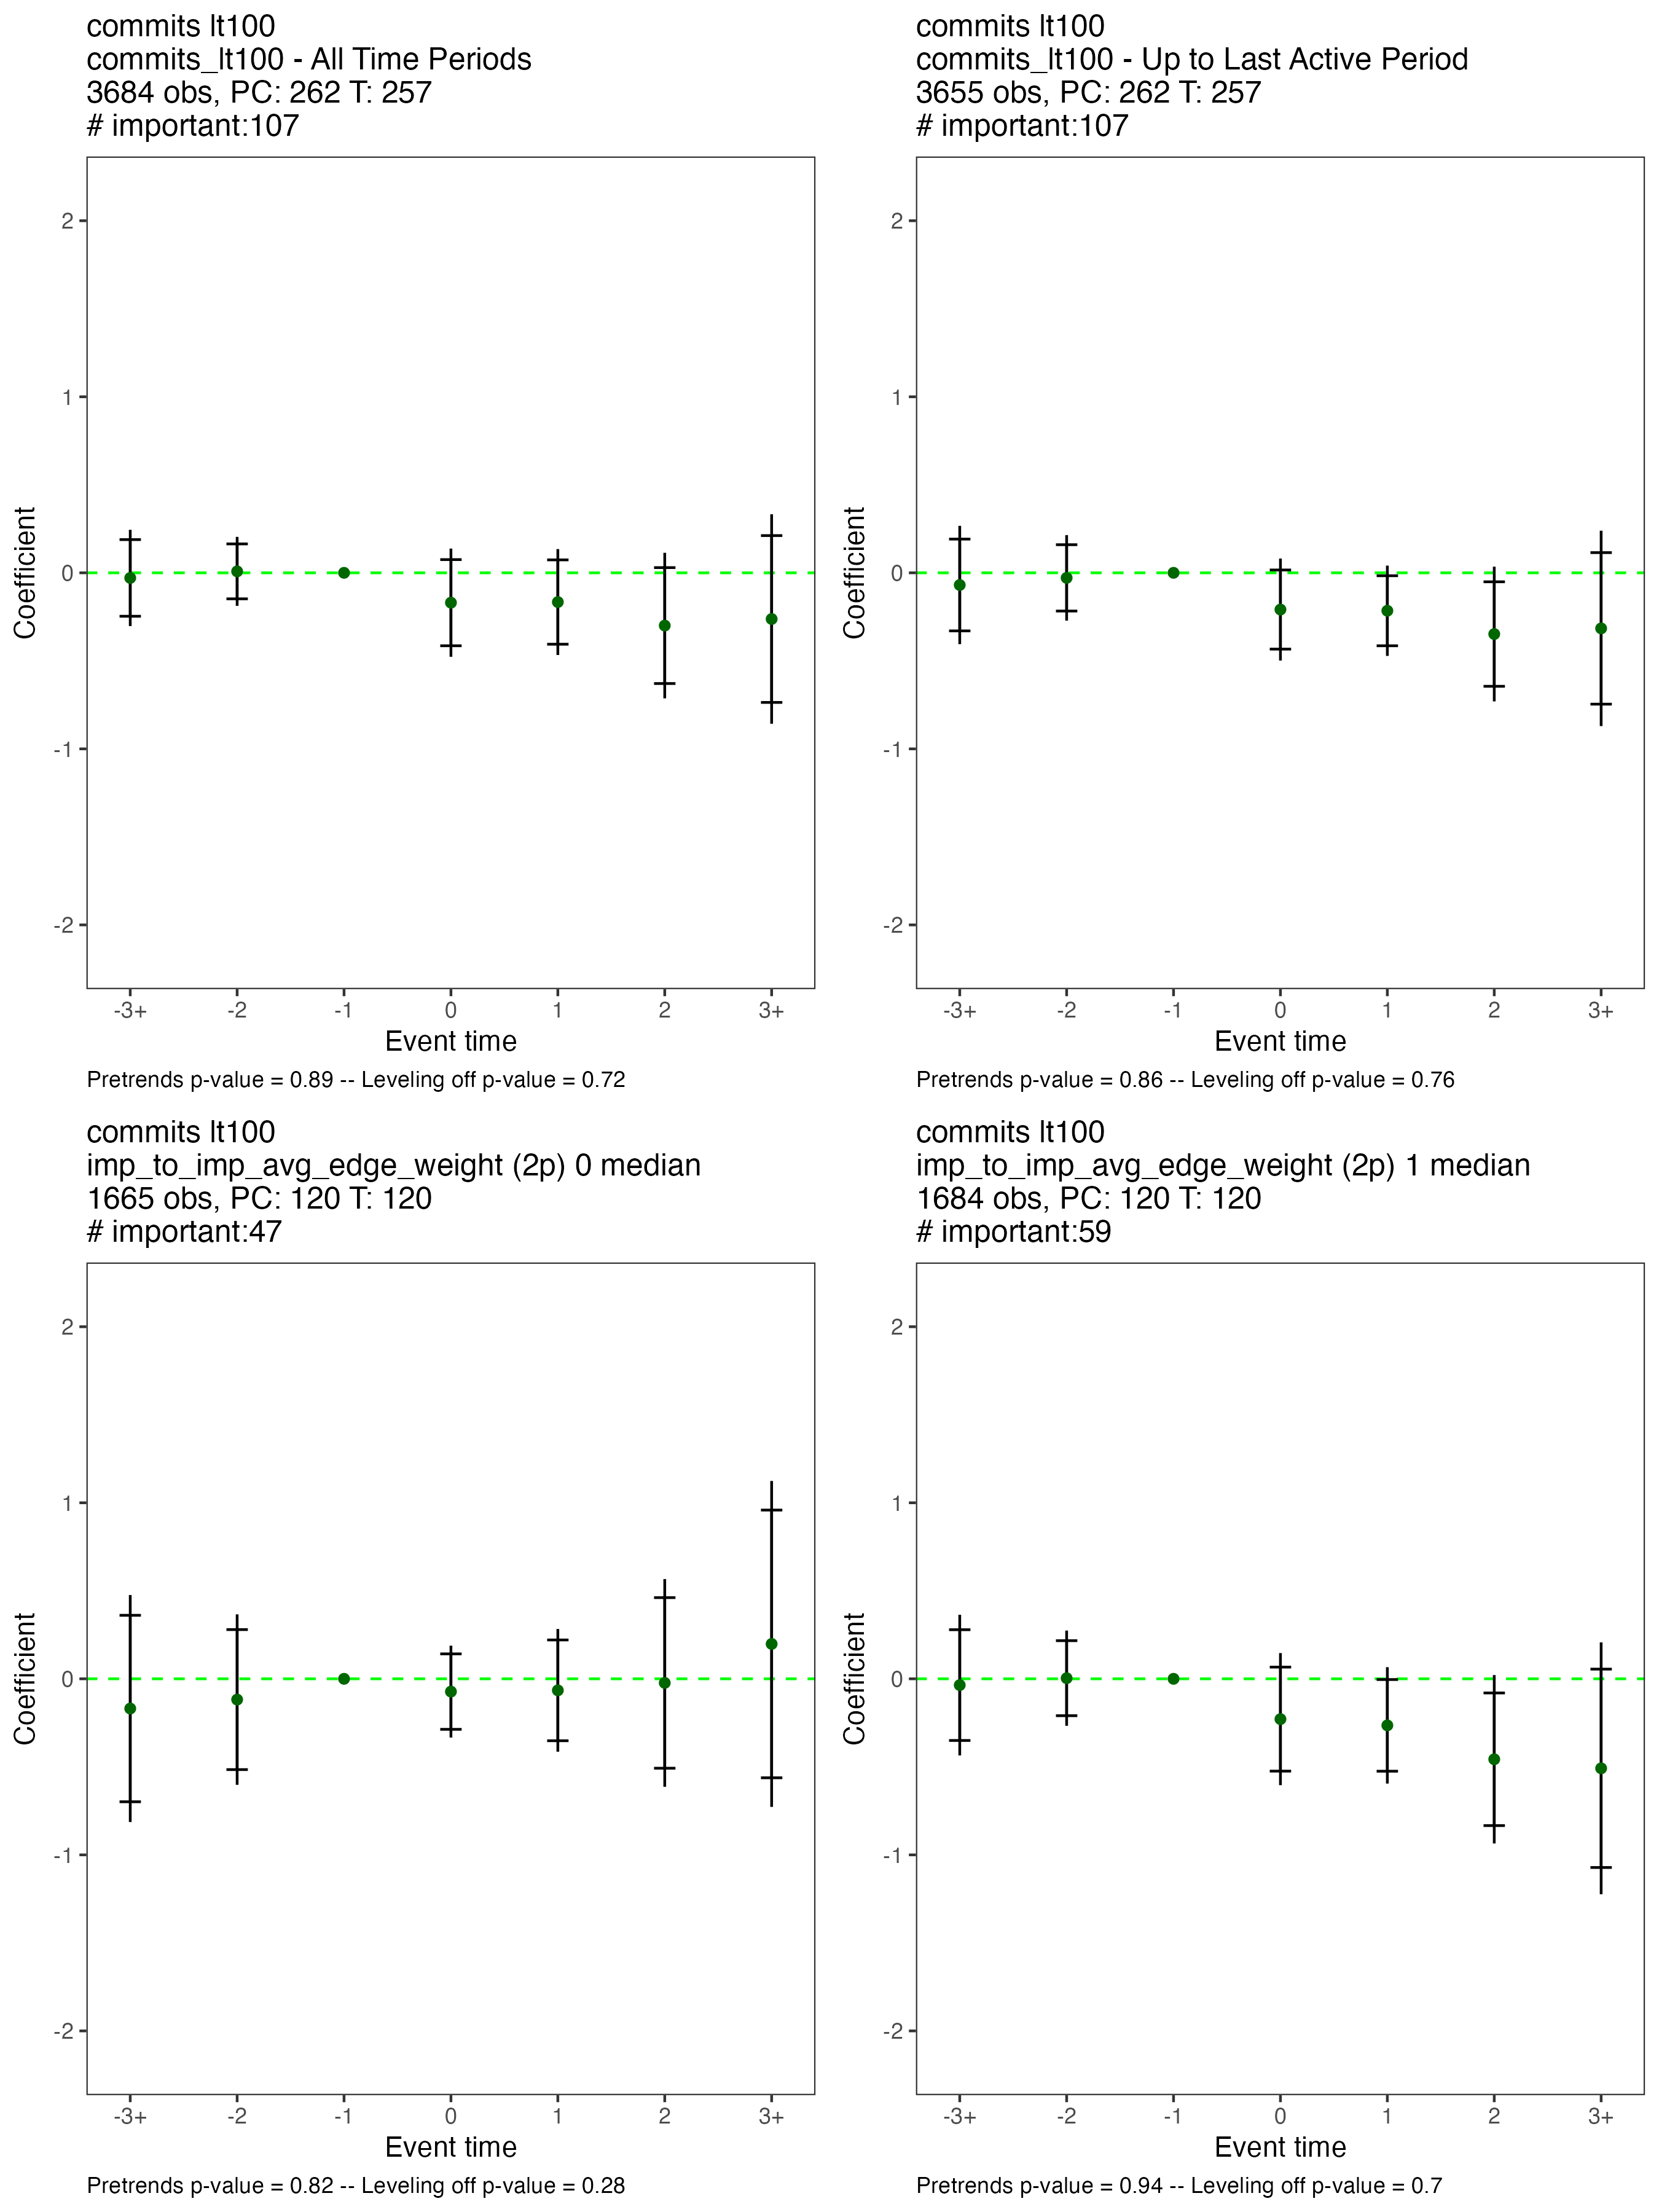 commits lt100
commits_lt100 - All Time Periods
3684 obs, PC: 262 T: 257
# important:107
2
1
0
-1
-2
Coefficient
-3+ -2 -1 0 1 2 3+
Event time
Pretrends p-value = 0.89 -- Leveling off p-value = 0.72
commits lt100
commits_lt100 - Up to Last Active Period
3655 obs, PC: 262 T: 257
# important:107
2
1
0
-1
-2
Coefficient
-3+ -2 -1 0 1 2 3+
Event time
Pretrends p-value = 0.86 -- Leveling off p-value = 0.76
commits lt100
imp_to_imp_avg_edge_weight (2p) 0 median
1665 obs, PC: 120 T: 120
# important:47
2
1
0
-1
-2
Coefficient
-3+ -2 -1 0 1 2 3+
Event time
Pretrends p-value = 0.82 -- Leveling off p-value = 0.28
commits lt100
imp_to_imp_avg_edge_weight (2p) 1 median
1684 obs, PC: 120 T: 120
# important:59
2
1
0
-1
-2
Coefficient
-3+ -2 -1 0 1 2 3+
Event time
Pretrends p-value = 0.94 -- Leveling off p-value = 0.7